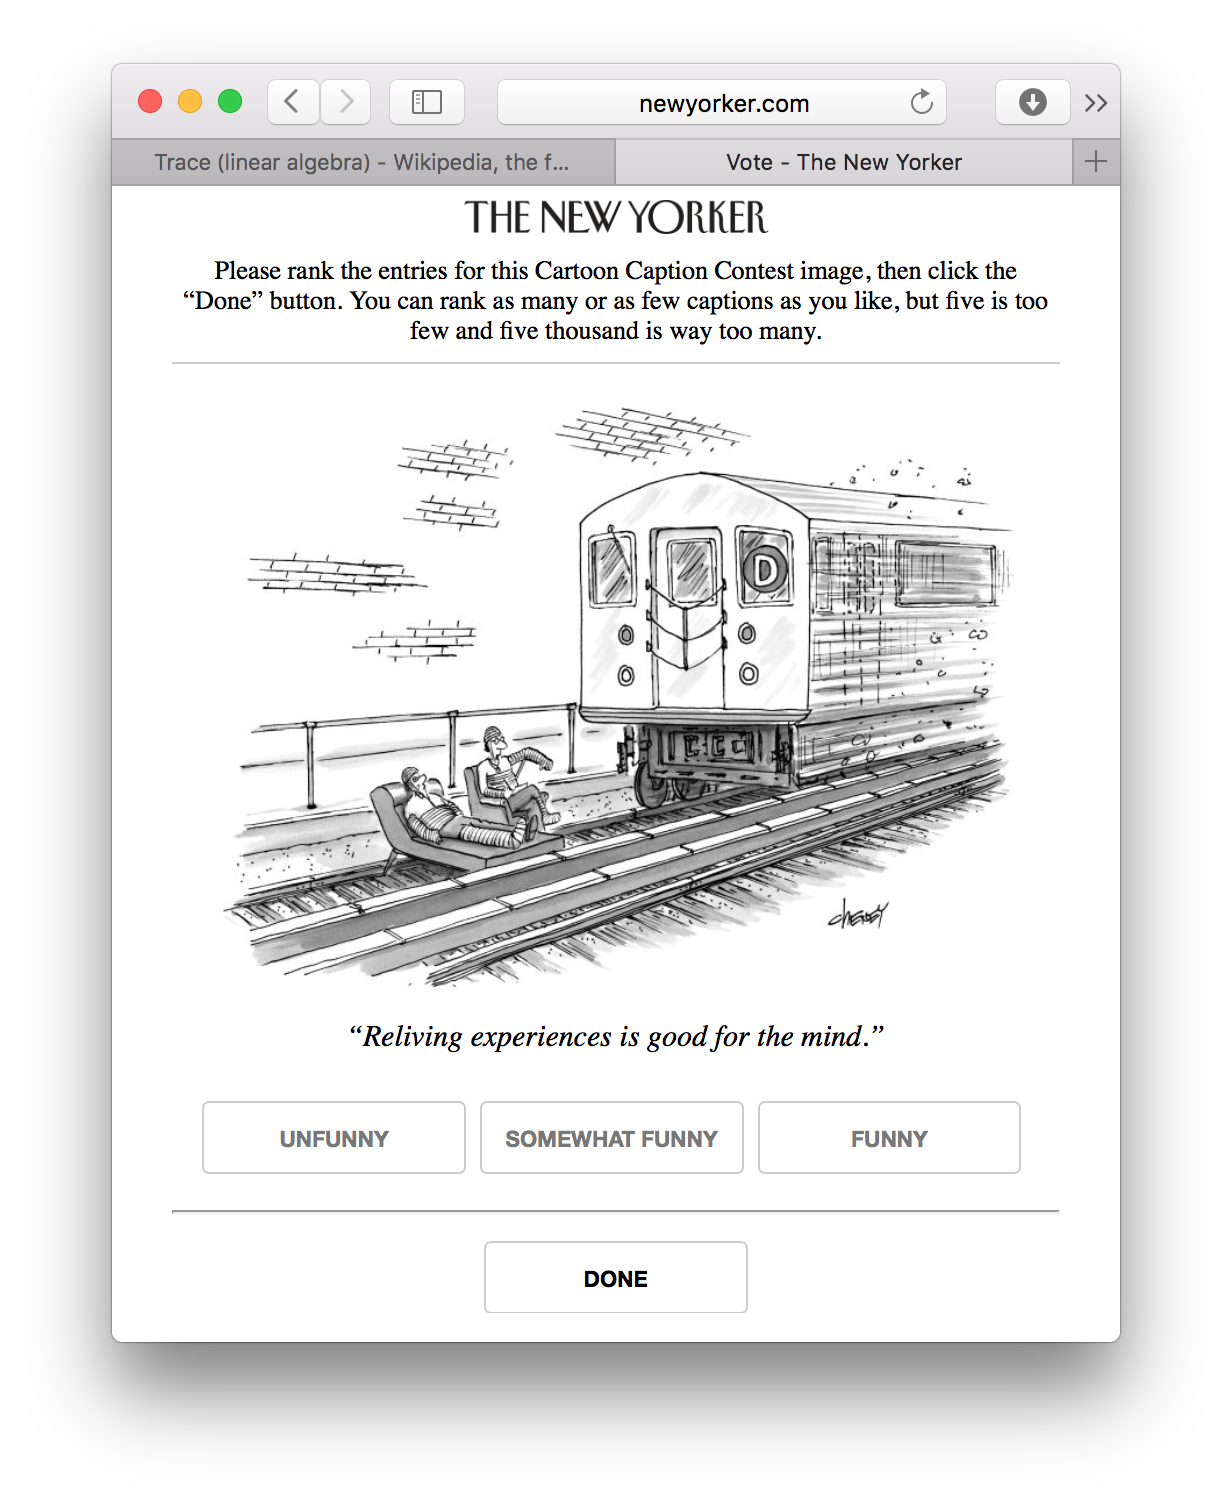 newyorker.com
Trace (linear algebra) - Wikipedia, the f...
Vote - The New Yorker
THE NEW YORKER
Please rank the entries for this Cartoon Caption Contest image, then click the
“Done” button. You can rank as many or as few captions as you like, but five is too
few and five thousand is way too many.
D
CHENEY
“Reliving experiences is good for the mind.”
UNFUNNY
SOMEWHAT FUNNY
FUNNY
DONE